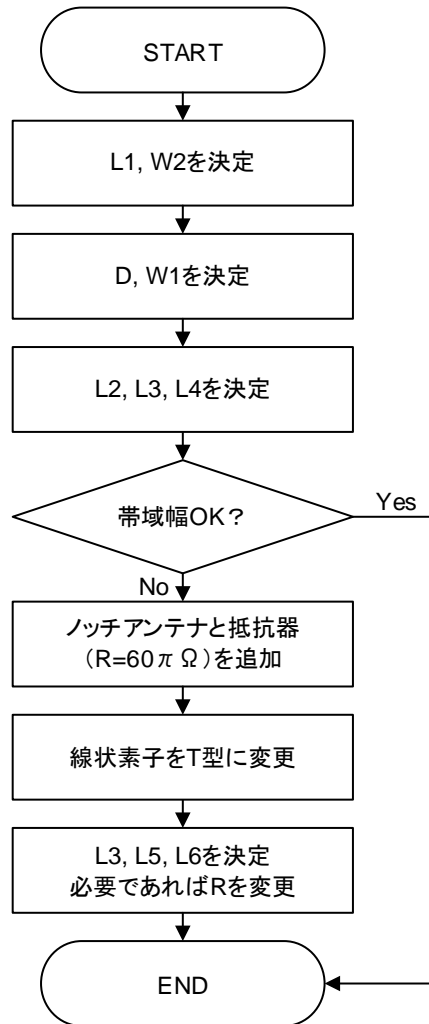 START
L1, W2を決定
D, W1を決定
L2, L3, L4を決定
帯域幅OK？
Yes
No
ノッチアンテナと抵抗器
（R=60πΩ）を追加
線状素子をT型に変更
L3, L5, L6を決定
必要であればRを変更
END